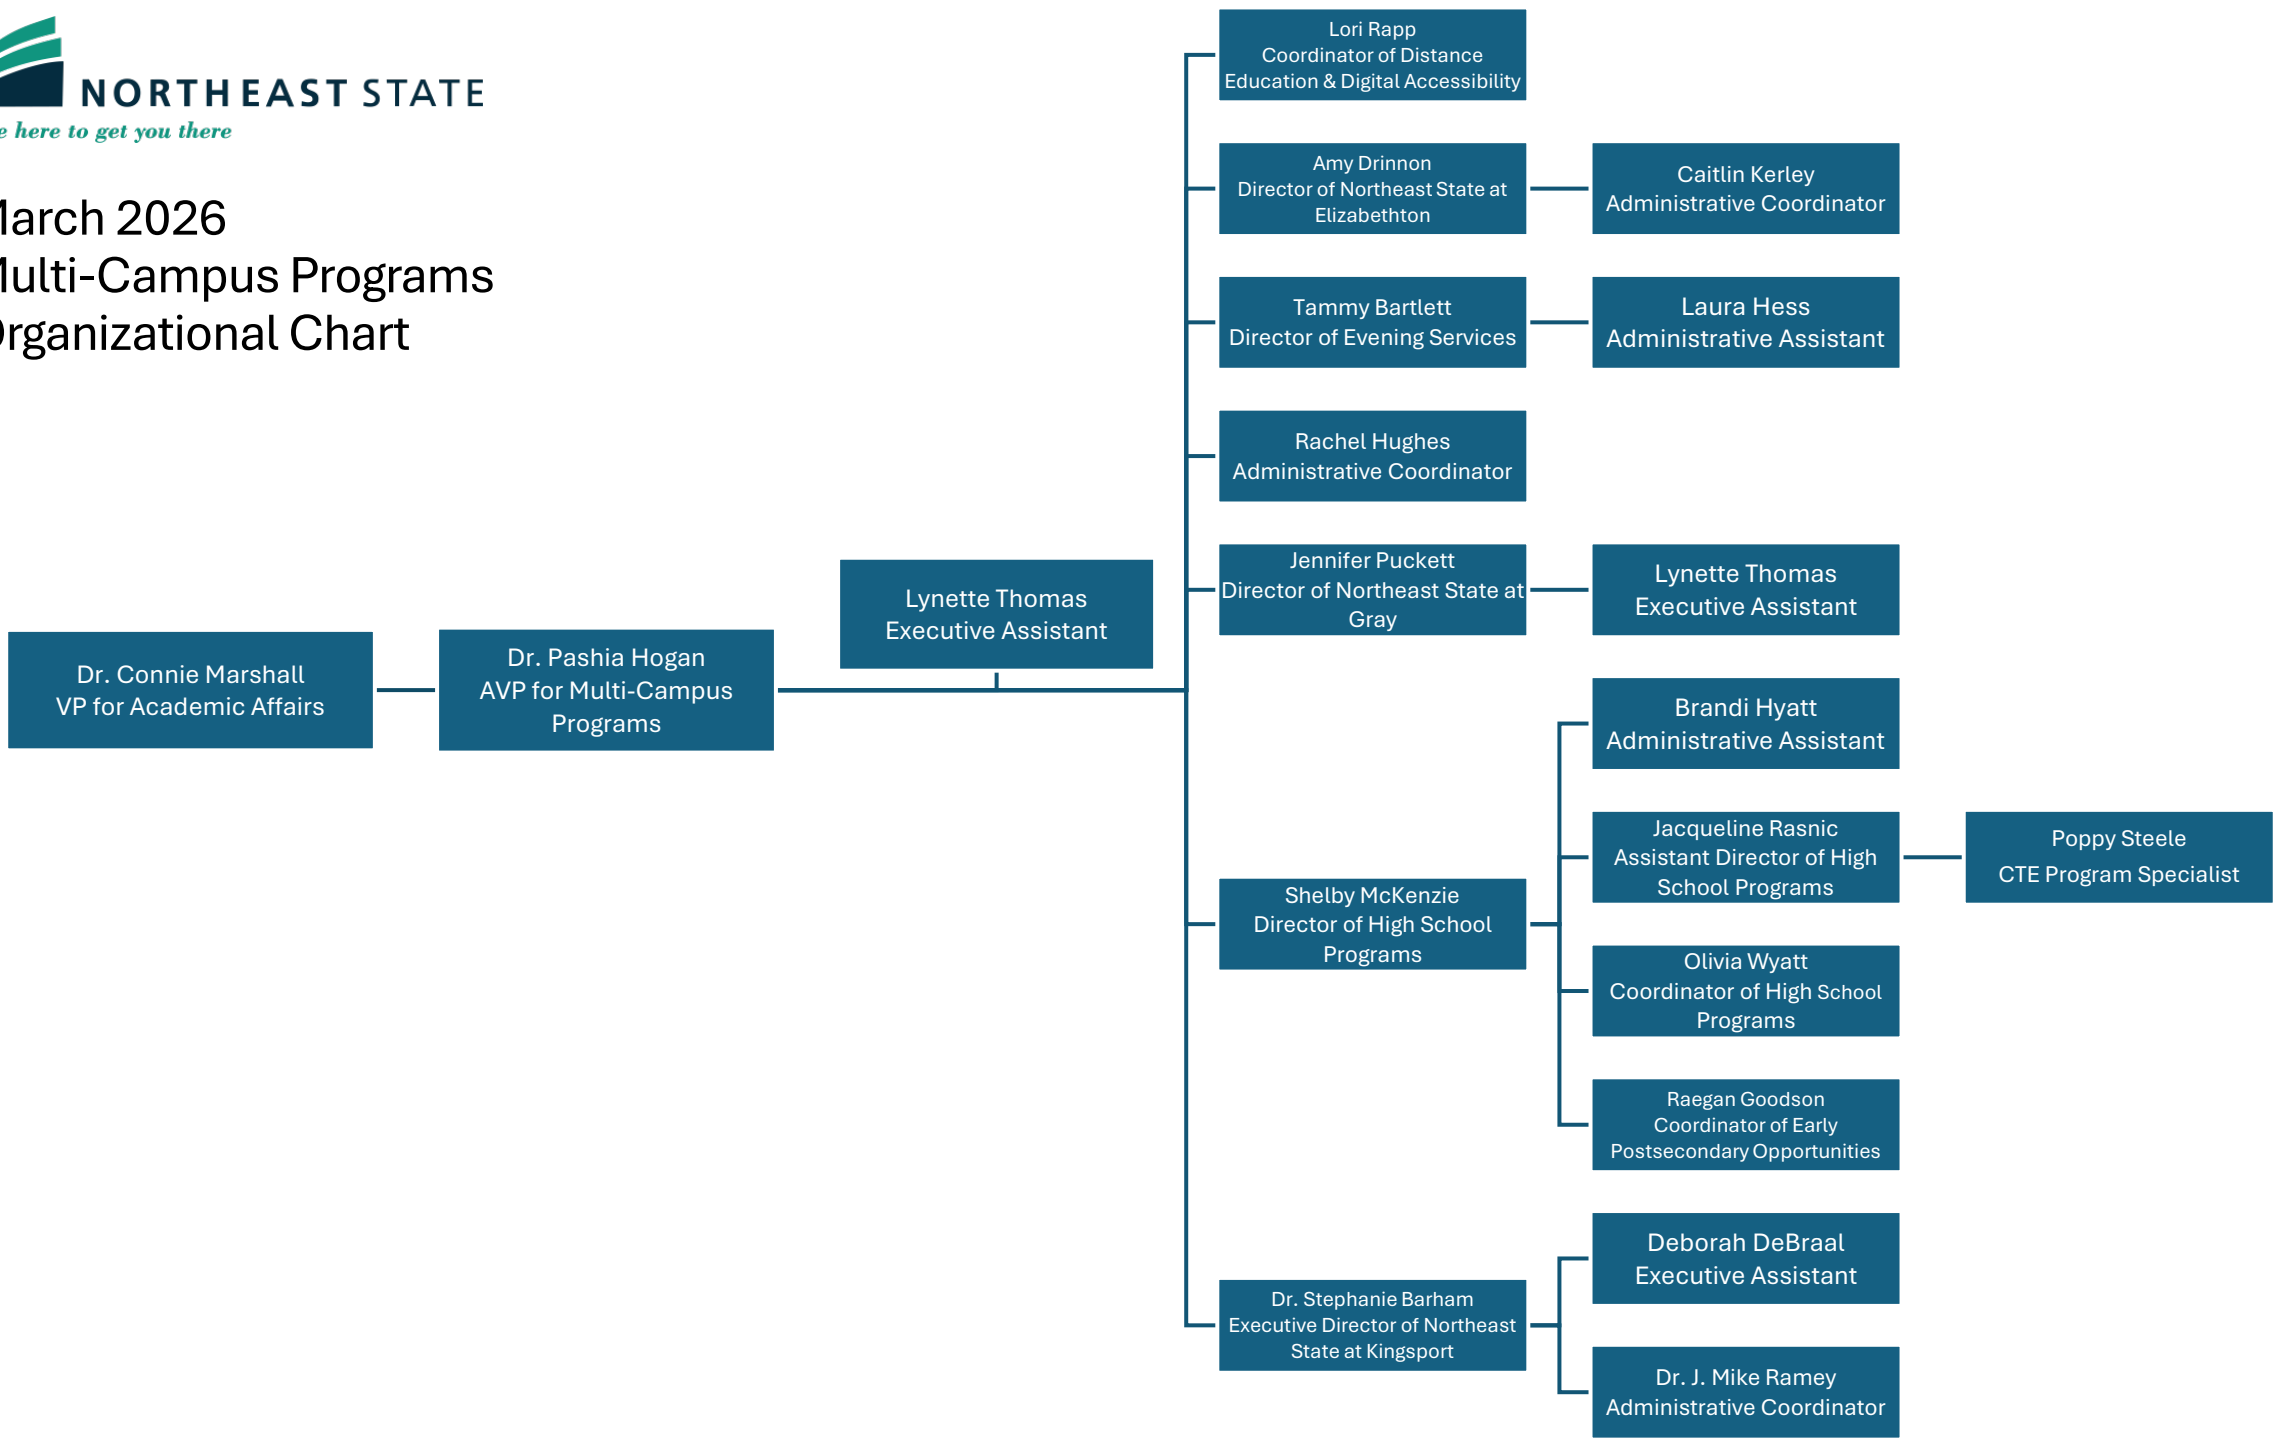 NORTHEAST STATE
e here to get you there
March 2026
Multi-Campus Programs
Organizational Chart
Dr. Connie Marshall
VP for Academic Affairs
Dr. Pashia Hogan
AVP for Multi-Campus
Programs
Lynette Thomas
Executive Assistant
Lori Rapp
Coordinator of Distance
Education & Digital Accessibility
Amy Drinnon
Director of Northeast State at
Elizabethton
Caitlin Kerley
Administrative Coordinator
Tammy Bartlett
Director of Evening Services
Laura Hess
Administrative Assistant
Rachel Hughes
Administrative Coordinator
Jennifer Puckett
Director of Northeast State at
Gray
Lynette Thomas
Executive Assistant
Shelby McKenzie
Director of High School
Programs
Brandi Hyatt
Administrative Assistant
Jacqueline Rasnic
Assistant Director of High
School Programs
Poppy Steele
CTE Program Specialist
Olivia Wyatt
Coordinator of High School
Programs
Raegan Goodson
Coordinator of Early
Postsecondary Opportunities
Dr. Stephanie Barham
Executive Director of Northeast
State at Kingsport
Deborah DeBraal
Executive Assistant
Dr. J. Mike Ramey
Administrative Coordinator